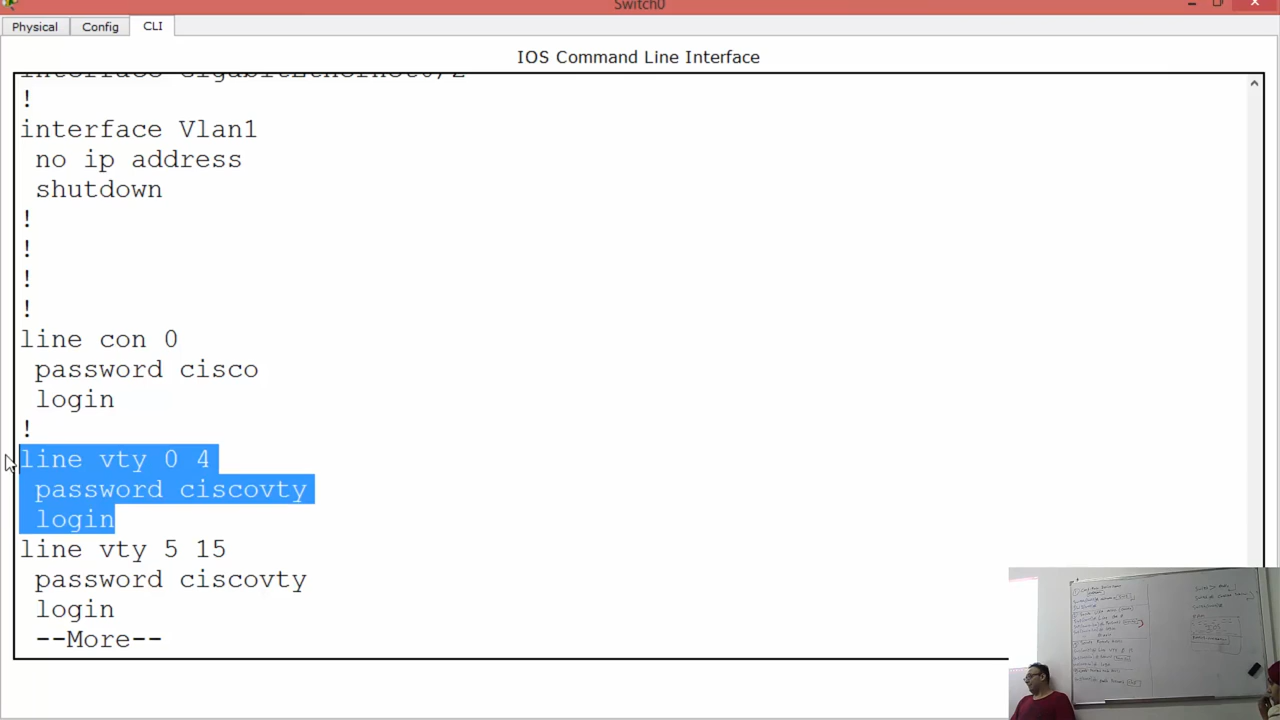 Switch0
Physical Config CLI
IOS Command Line Interface
!
interface Vlan1
no ip address
shutdown
!
!
!
!
line con 0
password cisco
login
!
line vty 0 4
password ciscovty
login
line vty 5 15
password ciscovty
login
--More--